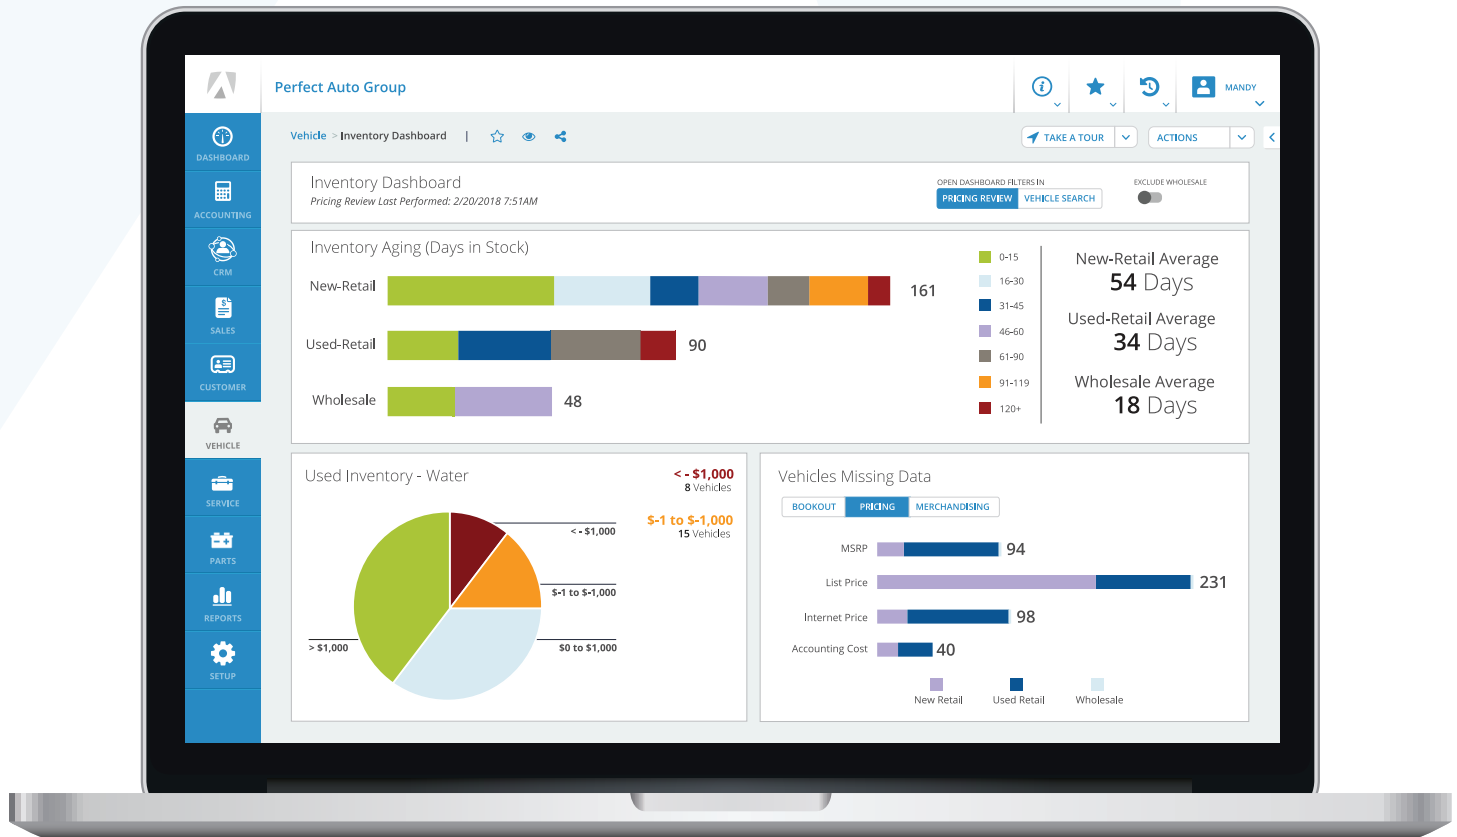 Perfect Auto Group
MANDY
Vehicle > Inventory Dashboard |
TAKE A TOUR
ACTIONS
DASHBOARD
ACCOUNTING
CRM
SALES
CUSTOMER
VEHICLE
SERVICE
PARTS
REPORTS
SETUP
Inventory Dashboard
Pricing Review Last Performed: 2/20/2018 7:51AM
OPEN DASHBOARD FILTERS IN
PRICING REVIEW VEHICLE SEARCH
EXCLUDE WHOLESALE
Inventory Aging (Days in Stock)
New-Retail 161
Used-Retail 90
Wholesale 48
0-15
16-30
31-45
46-60
61-90
91-119
120+
New-Retail Average
54 Days
Used-Retail Average
34 Days
Wholesale Average
18 Days
Used Inventory - Water
< - $1,000
8 Vehicles
$-1 to $-1,000
15 Vehicles
< - $1,000
$-1 to $-1,000
$0 to $1,000
> $1,000
Vehicles Missing Data
BOOKOUT PRICING MERCHANDISING
MSRP 94
List Price 231
Internet Price 98
Accounting Cost 40
New Retail Used Retail Wholesale